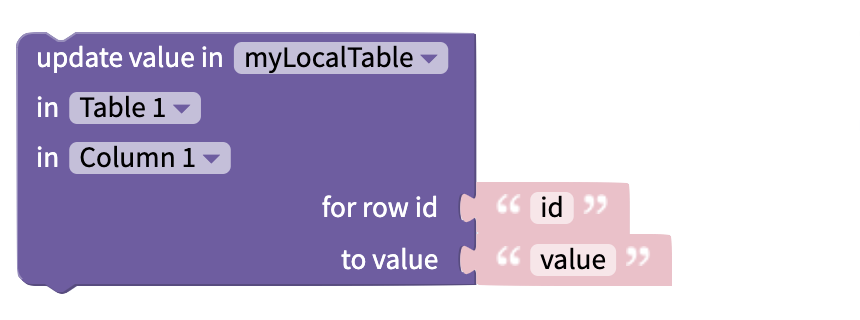 update value in myLocalTable
in Table 1
in Column 1
for row id “ id ”
to value “ value ”